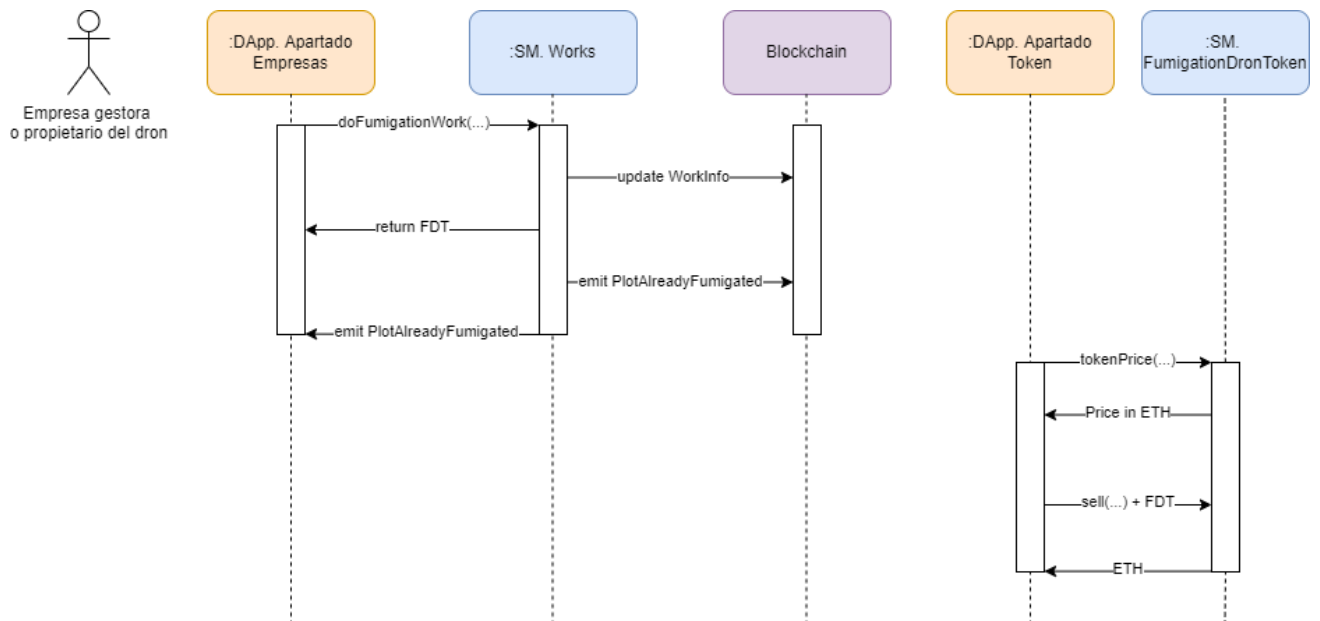 :DApp. Apartado
Empresas
:SM. Works
Blockchain
:DApp. Apartado
Token
:SM.
FumigationDronToken
Empresa gestora
o propietario del dron
doFumigationWork(...)
update WorkInfo
return FDT
emit PlotAlreadyFumigated
emit PlotAlreadyFumigated
tokenPrice(...)
Price in ETH
sell(...) + FDT
ETH